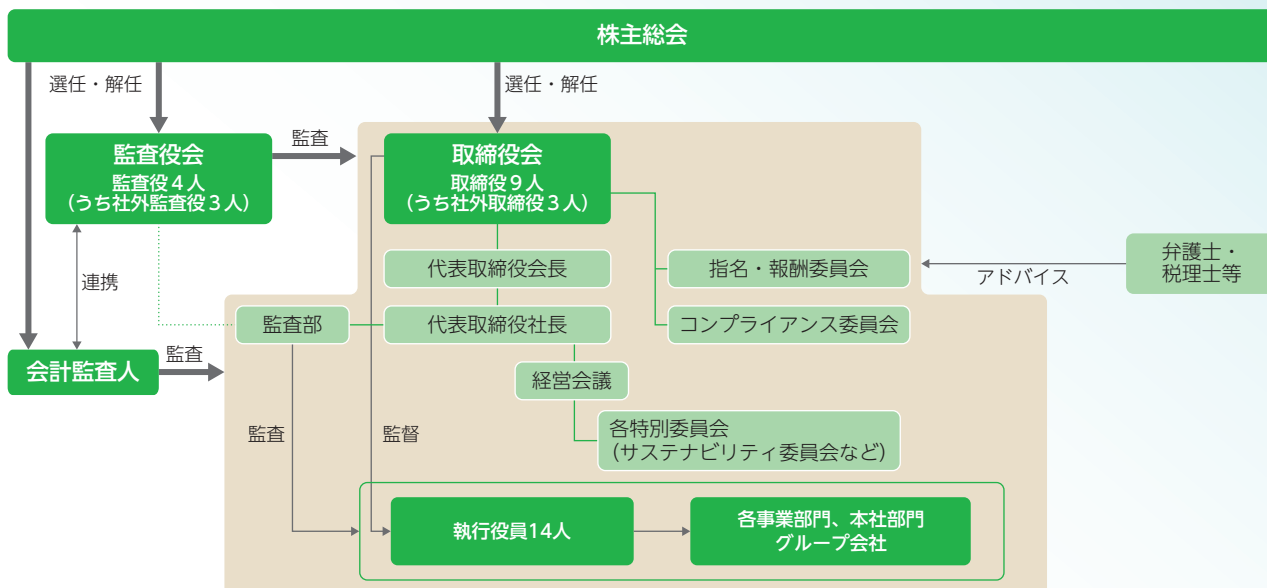 株主総会
選任・解任
選任・解任
監査役会
監査役4人
(うち社外監査役3人)
監査
取締役会
取締役9人
(うち社外取締役3人)
連携
代表取締役会長
指名・報酬委員会
アドバイス
弁護士・
税理士等
監査部
代表取締役社長
コンプライアンス委員会
会計監査人
監査
経営会議
監査
監督
各特別委員会
(サステナビリティ委員会など)
執行役員14人
各事業部門、本社部門
グループ会社